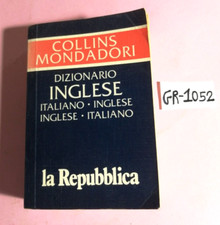 COLLINS
MONDADORI
DIZIONARIO
INGLESE
ITALIANO • INGLESE
INGLESE • ITALIANO
la Repubblica
GR-1052